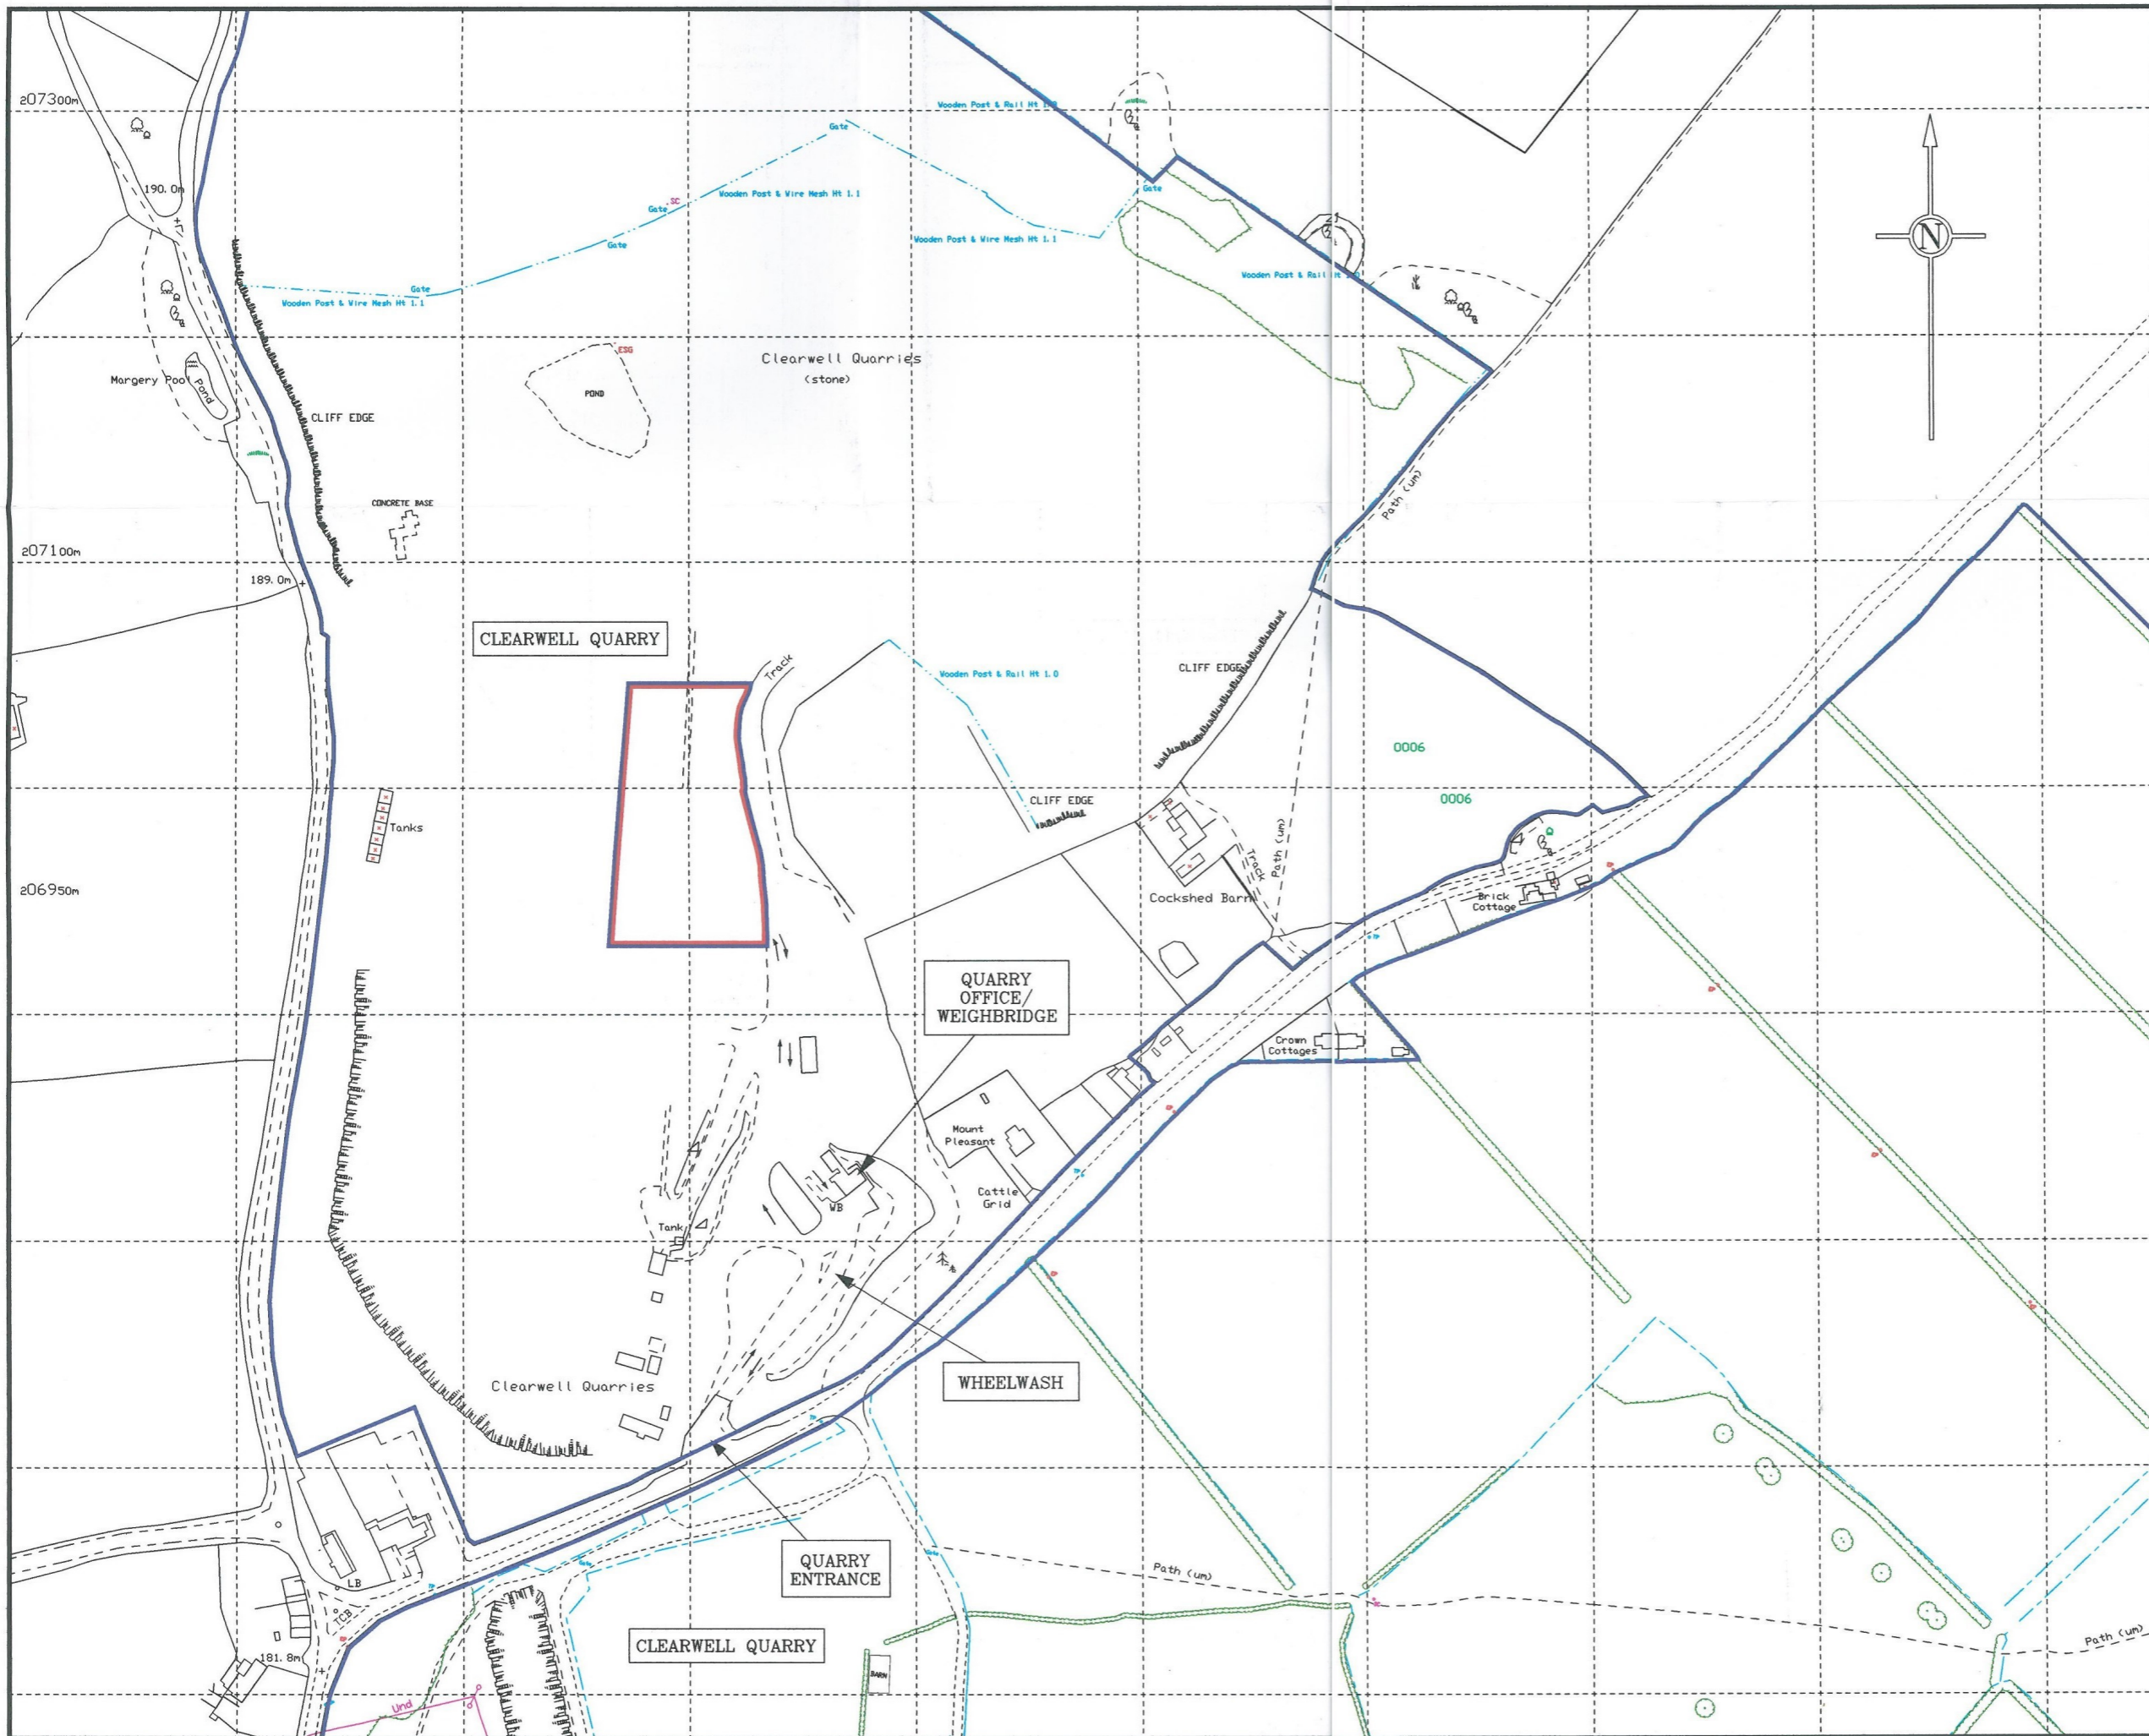 207300m
Wooden Post & Rail Ht 1.0
Gate
190.0m
SC
Gate
Wooden Post & Wire Mesh Ht 1.1
Gate
Gate
Wooden Post & Wire Mesh Ht 1.1
N
Gate
Wooden Post & Wire Mesh Ht 1.1
Wooden Post & Rail Ht 1.0
ESG
Clearwell Quarries
(stone)
Margery Pool
Pond
POND
CLIFF EDGE
CONCRETE BASE
Path (um)
207100m
189.0m
CLEARWELL QUARRY
Track
Wooden Post & Rail Ht 1.0
CLIFF EDGE
0006
0006
CLIFF EDGE
Tanks
206950m
Cockshed Barn
Track
Path (um)
Brick
Cottage
QUARRY
OFFICE/
WEIGHBRIDGE
Crown
Cottages
Mount
Pleasant
Cattle
Grid
WB
Tank
WHEELWASH
Clearwell Quarries
QUARRY
ENTRANCE
Path (um)
LB
TCB
CLEARWELL QUARRY
181.8m
BARN
Und
Path (um)